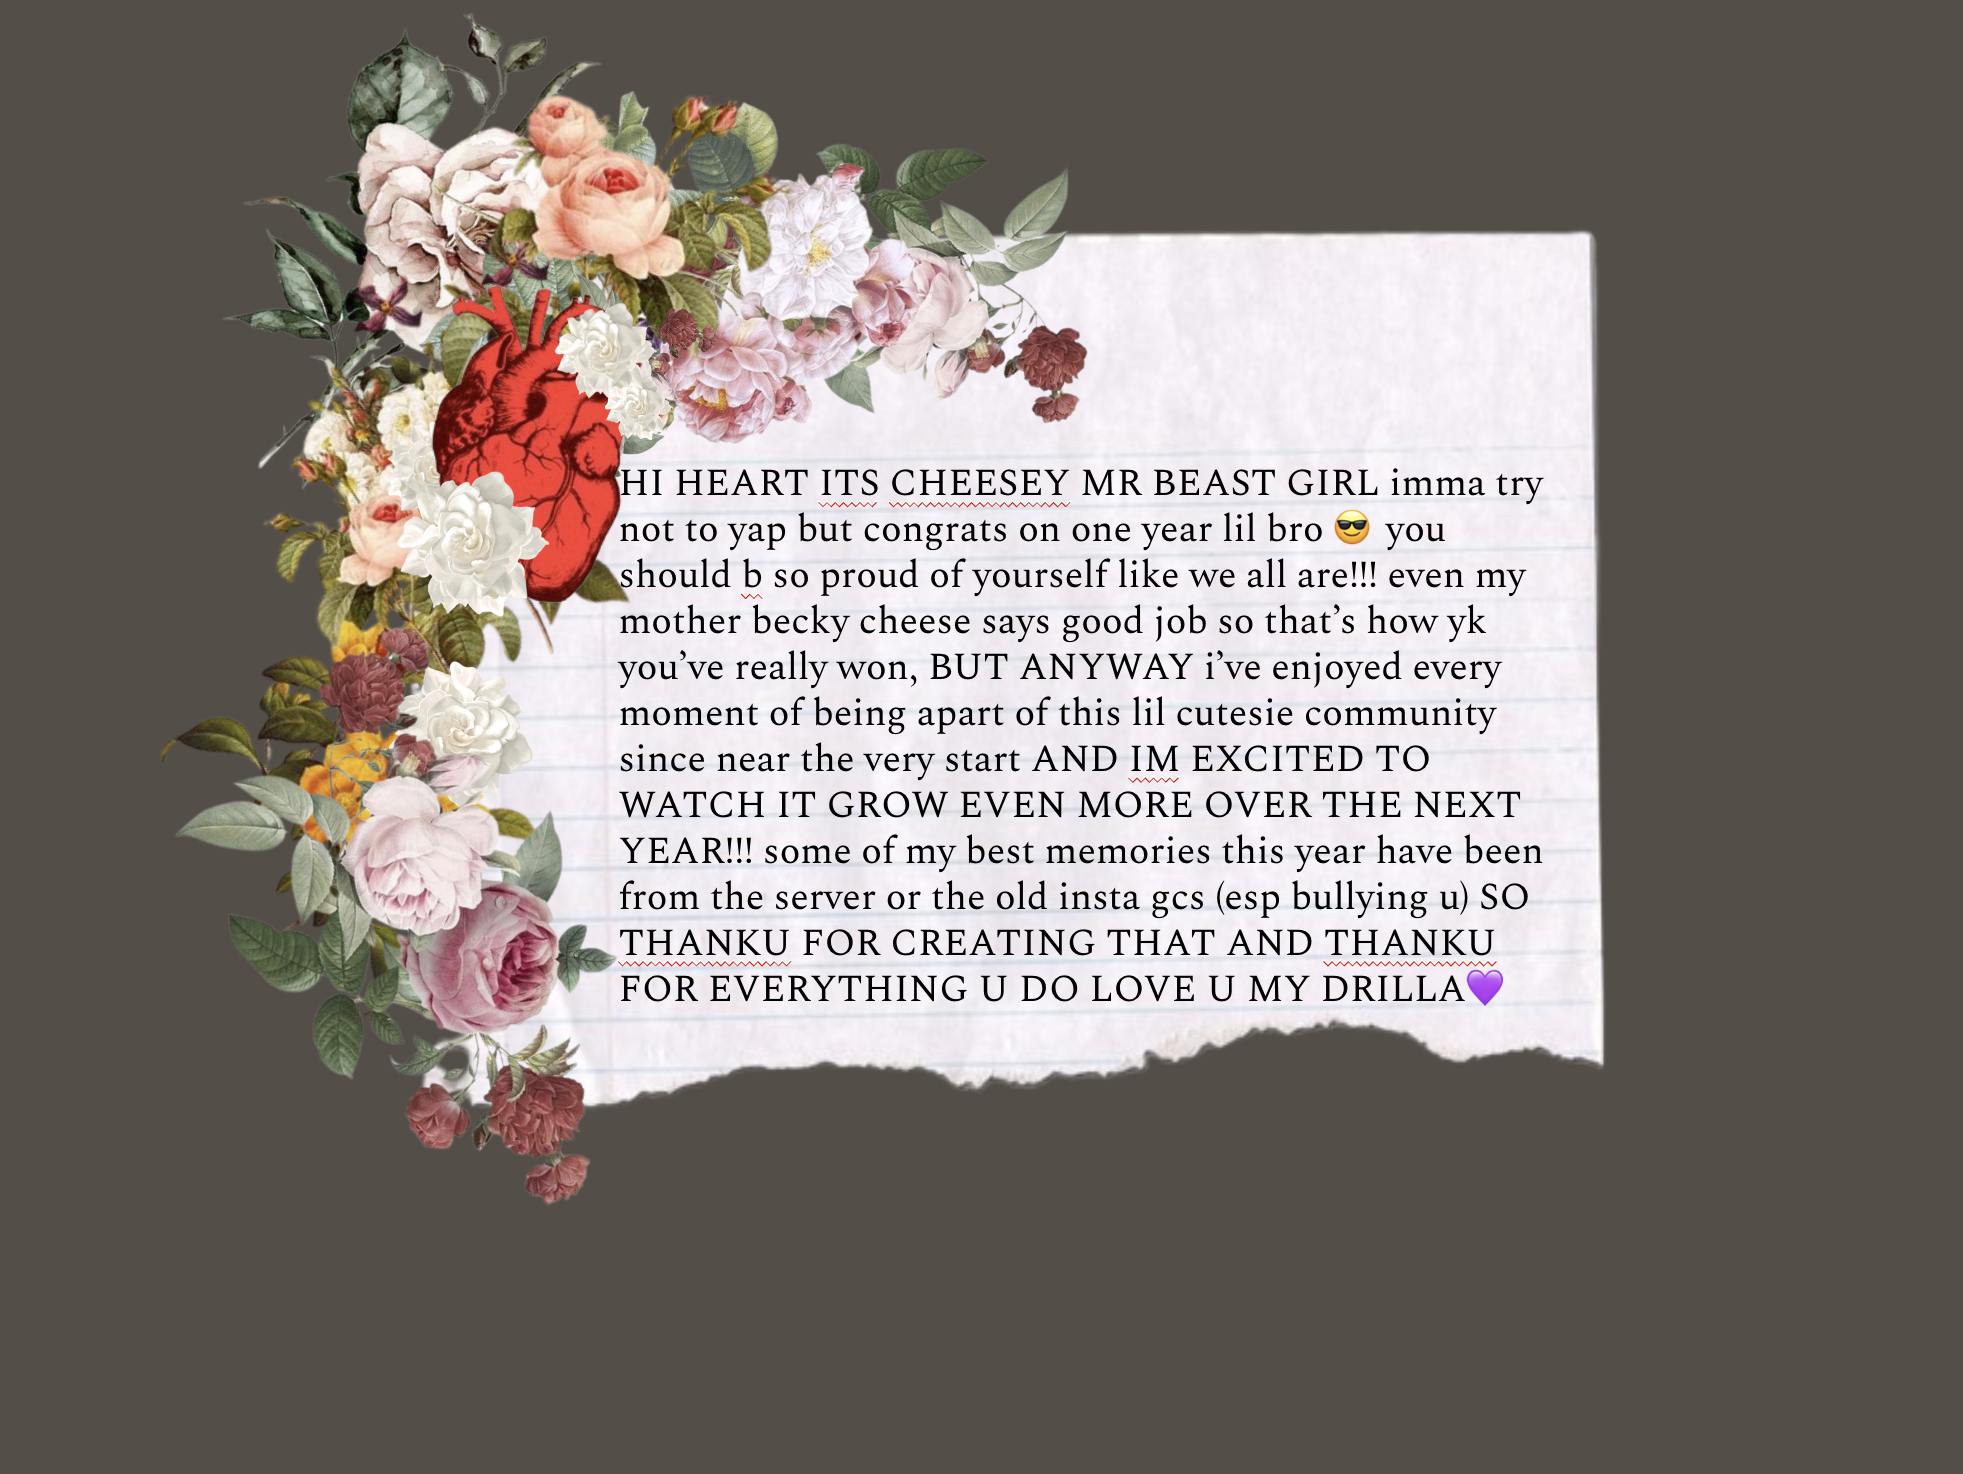 HI HEART ITS CHEESEY MR BEAST GIRL imma try
not to yap but congrats on one year lil bro 😎 you
should b so proud of yourself like we all are!!! even my
mother becky cheese says good job so that’s how yk
you’ve really won, BUT ANYWAY i’ve enjoyed every
moment of being apart of this lil cutesie community
since near the very start AND IM EXCITED TO
WATCH IT GROW EVEN MORE OVER THE NEXT
YEAR!!! some of my best memories this year have been
from the server or the old insta gcs (esp bullying u) SO
THANKU FOR CREATING THAT AND THANKU
FOR EVERYTHING U DO LOVE U MY DRILLA💜